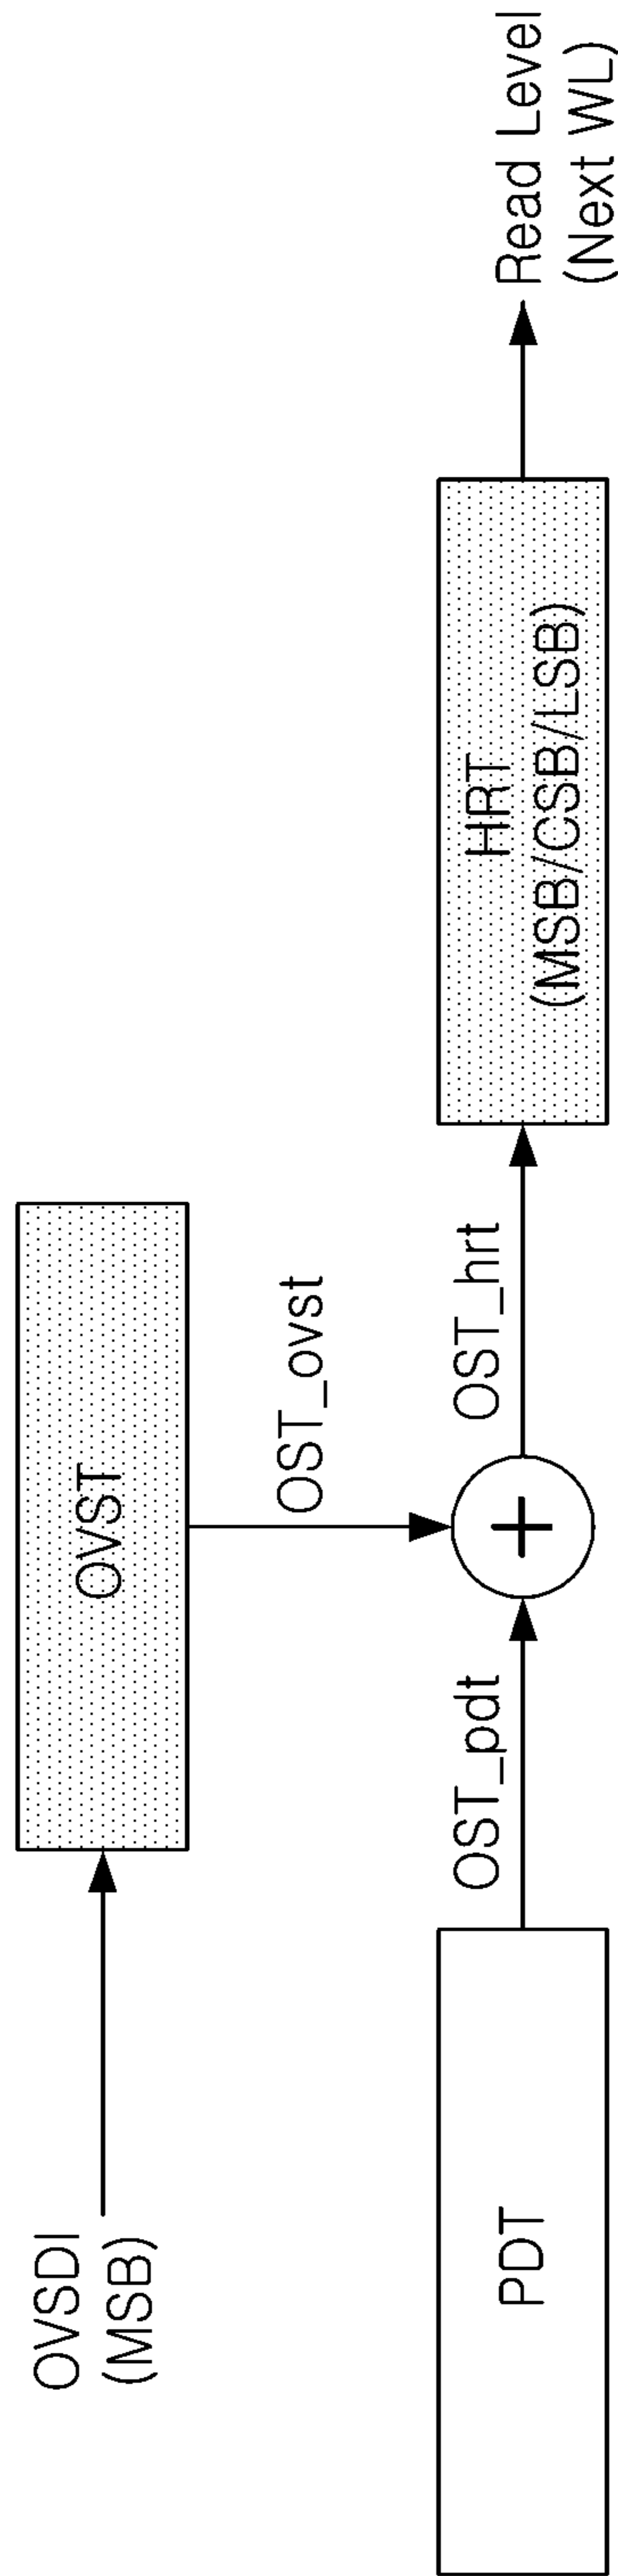 OVSDI
(MSB)
OVST
OST_ovst
PDT
OST_pdt
+
OST_hrt
HRT
(MSB/CSB/LSB)
Read Level
(Next WL)